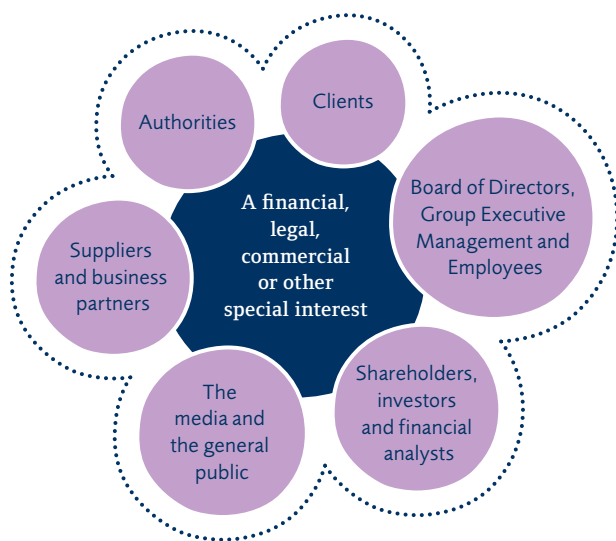 Clients
Authorities
Board of Directors,
Group Executive
Management and
Employees
A financial,
legal,
commercial
or other
special interest
Suppliers
and business
partners
Shareholders,
investors
and financial
analysts
The
media and
the general
public